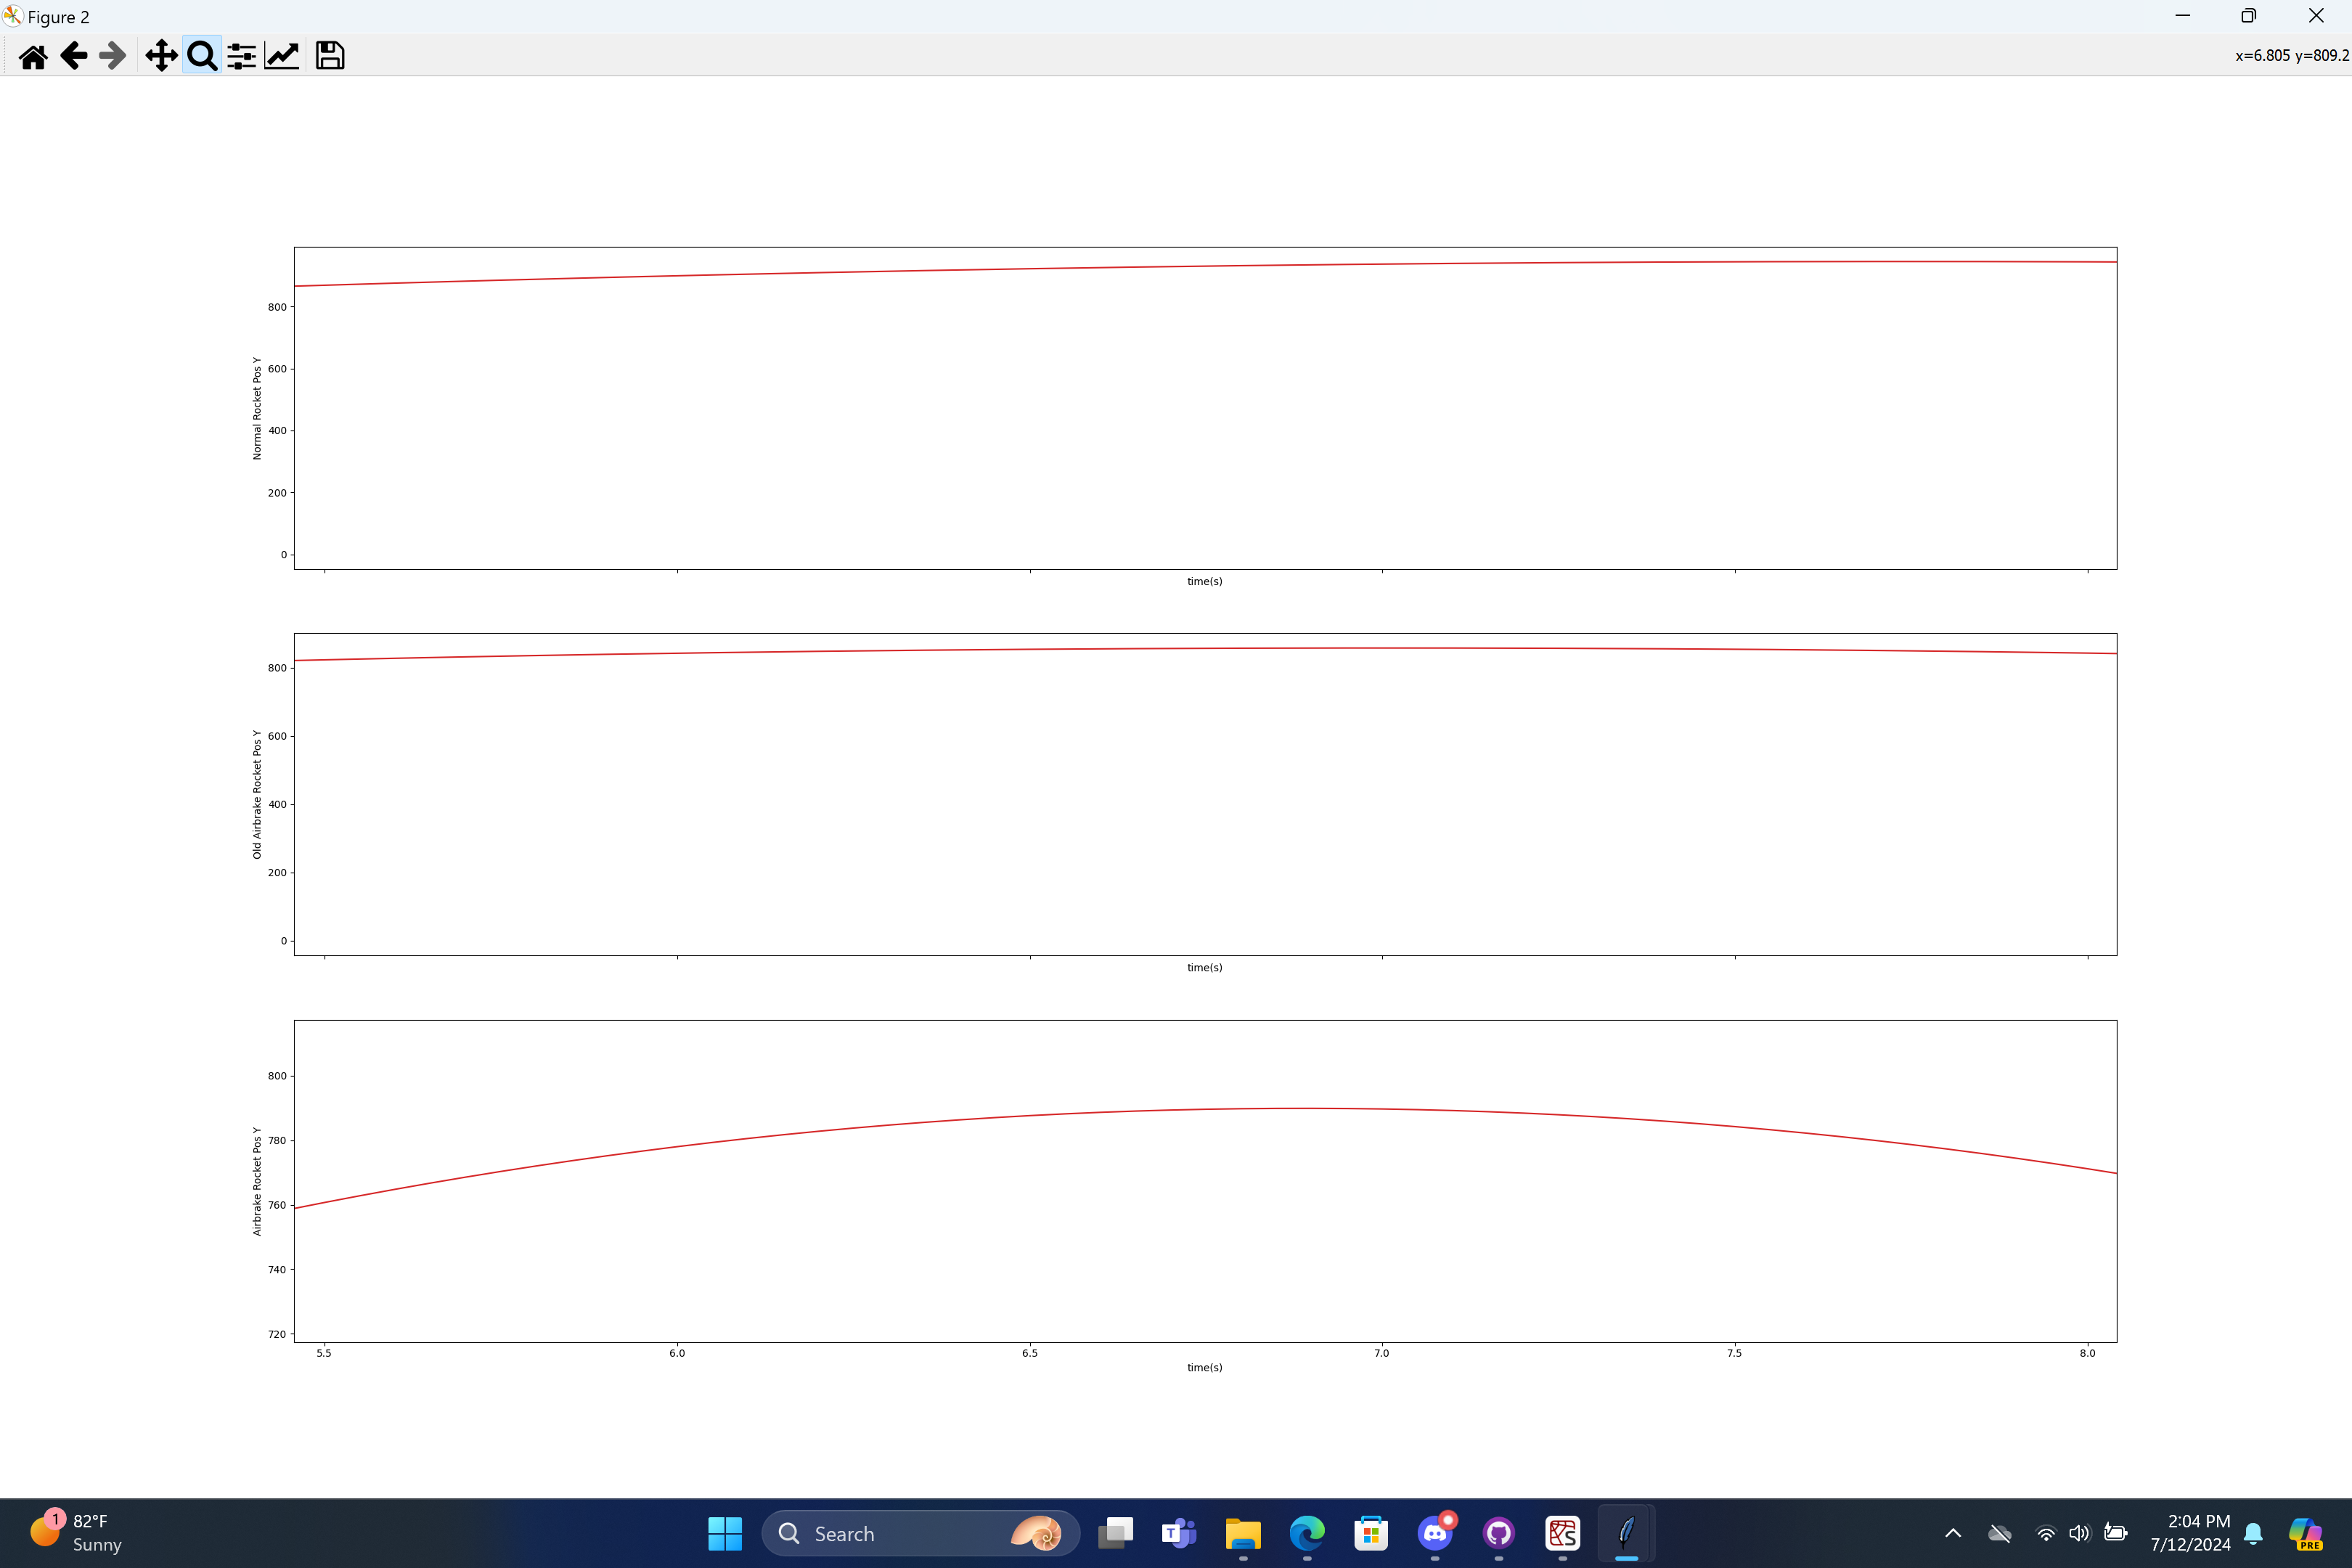 Figure 2
x=6.805 y=809.2
800
600
400
200
0
Normal Rocket Pos Y
time(s)
800
600
400
200
0
Old Airbrake Rocket Pos Y
time(s)
800
780
760
740
720
Airbrake Rocket Pos Y
5.5 6.0 6.5 7.0 7.5 8.0
time(s)
1
82°F
Sunny
Search
T
S
2:04 PM
7/12/2024
PRE